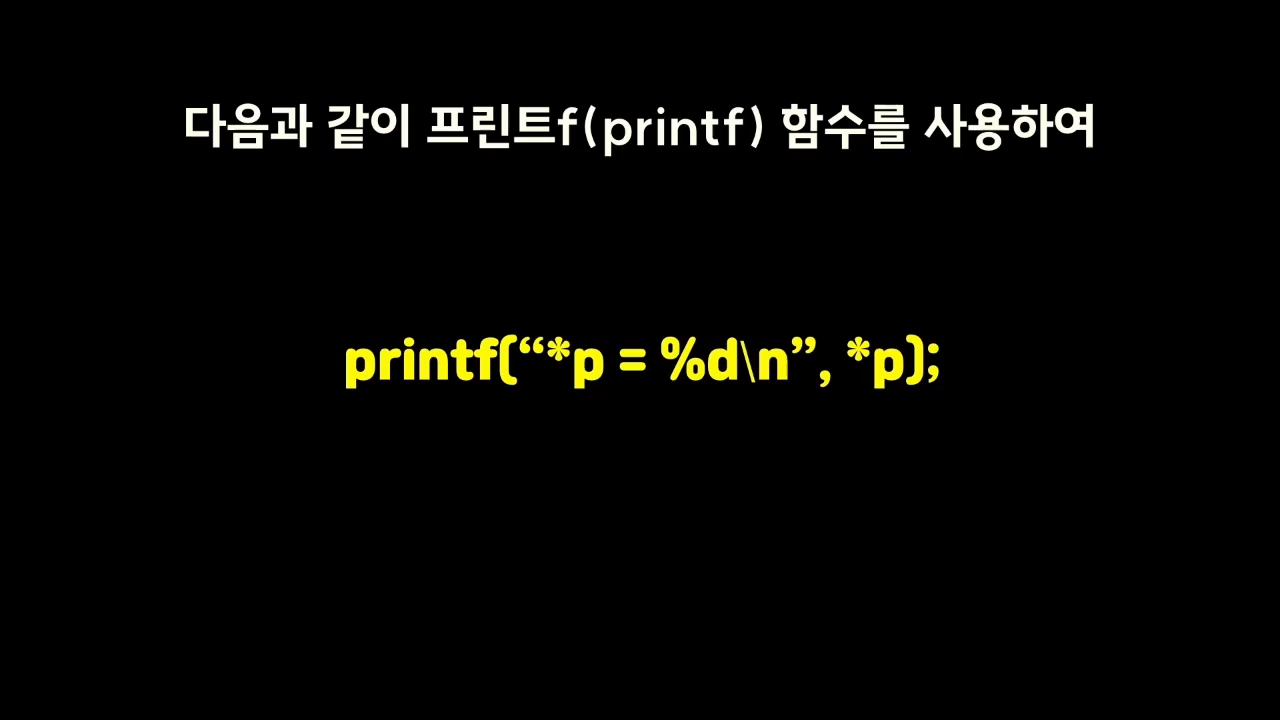 다음과 같이 프린트f(printf) 함수를 사용하여
printf(“*p = %d\n”, *p);